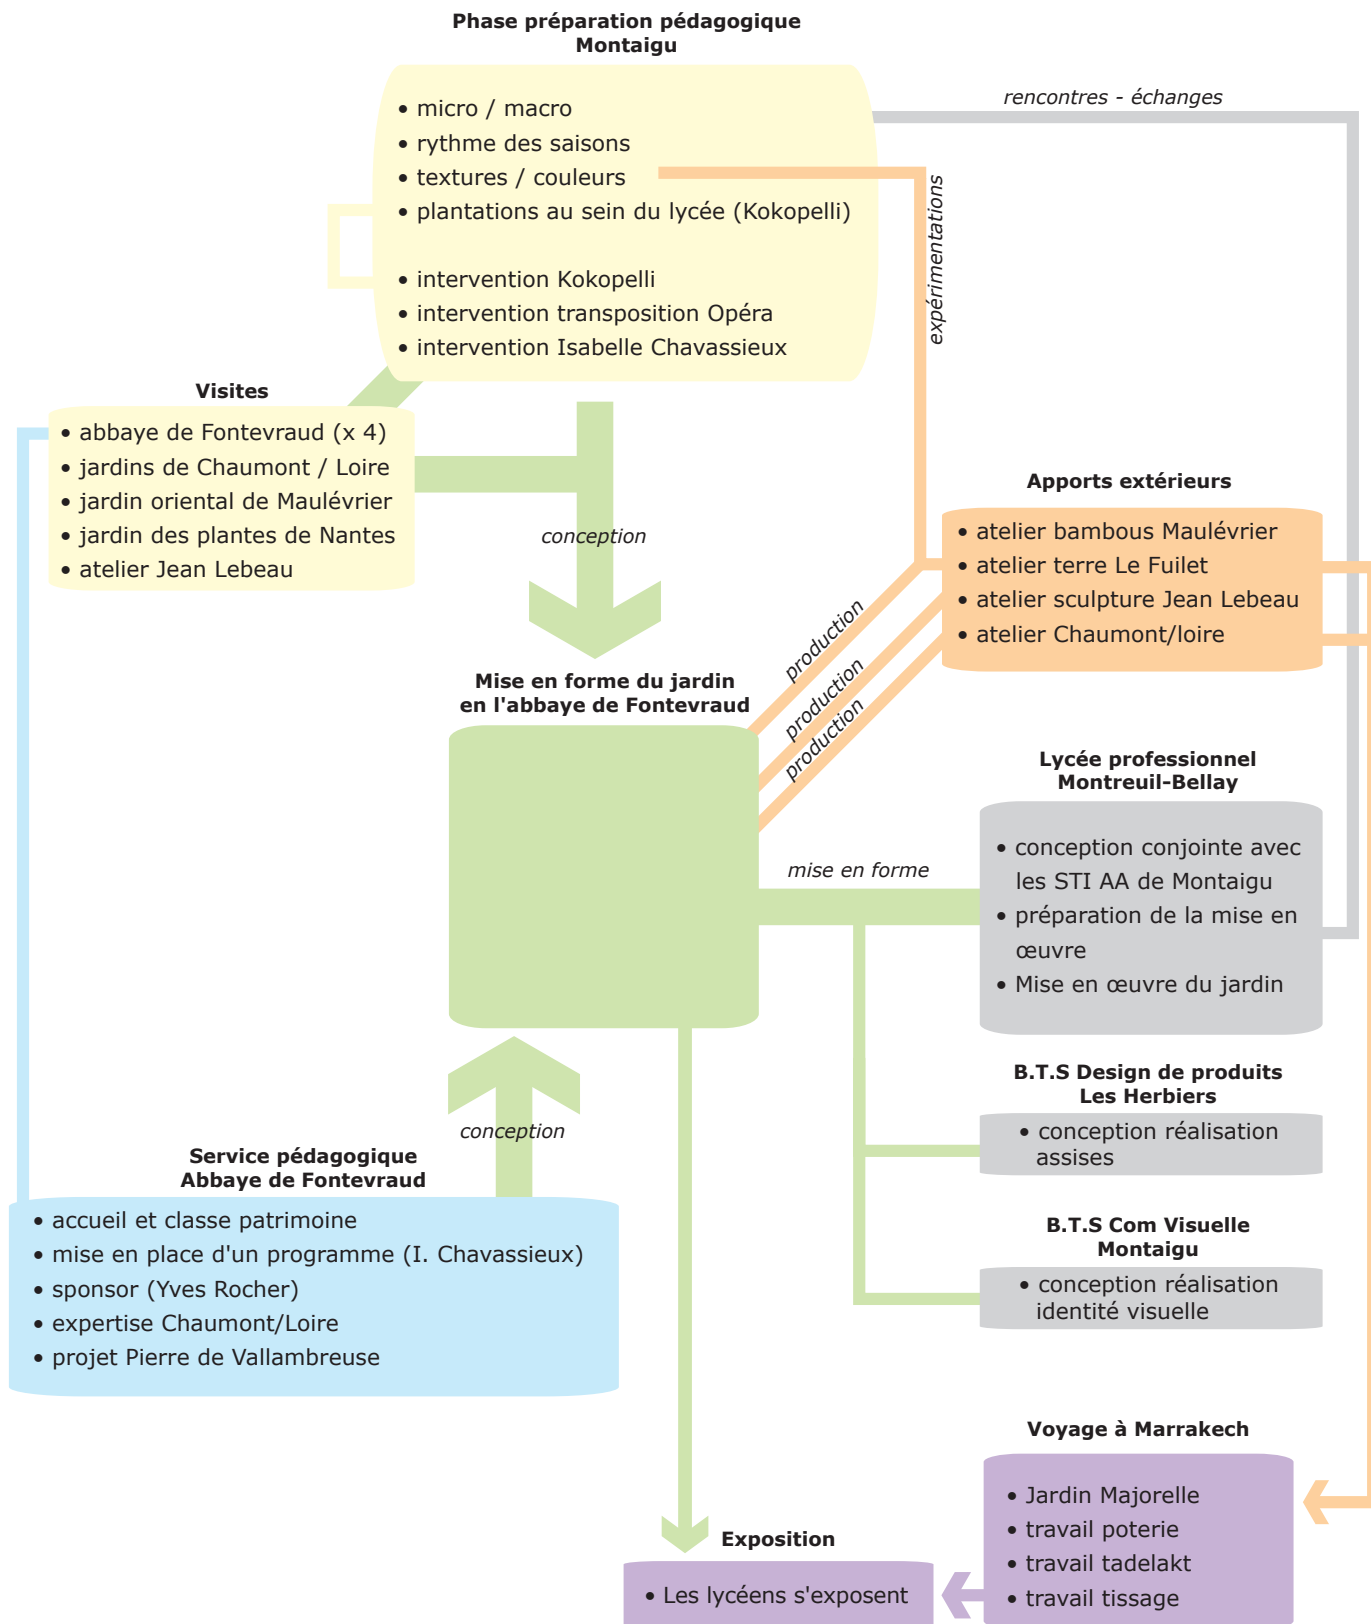 Phase préparation pédagogique
Montaigu
• micro / macro
• rythme des saisons
• textures / couleurs
• plantations au sein du lycée (Kokopelli)
• intervention Kokopelli
• intervention transposition Opéra
• intervention Isabelle Chavassieux
rencontres - échanges
expérimentations
Visites
• abbaye de Fontevraud (x 4)
• jardins de Chaumont / Loire
• jardin oriental de Maulévrier
• jardin des plantes de Nantes
• atelier Jean Lebeau
conception
Apports extérieurs
• atelier bambous Maulévrier
• atelier terre Le Fuilet
• atelier sculpture Jean Lebeau
• atelier Chaumont/loire
production
production
production
Mise en forme du jardin
en l'abbaye de Fontevraud
Lycée professionnel
Montreuil-Bellay
• conception conjointe avec
les STI AA de Montaigu
• préparation de la mise en
œuvre
• Mise en œuvre du jardin
mise en forme
B.T.S Design de produits
Les Herbiers
• conception réalisation
assises
conception
Service pédagogique
Abbaye de Fontevraud
• accueil et classe patrimoine
• mise en place d'un programme (I. Chavassieux)
• sponsor (Yves Rocher)
• expertise Chaumont/Loire
• projet Pierre de Vallambreuse
B.T.S Com Visuelle
Montaigu
• conception réalisation
identité visuelle
Voyage à Marrakech
• Jardin Majorelle
• travail poterie
• travail tadelakt
• travail tissage
Exposition
• Les lycéens s'exposent